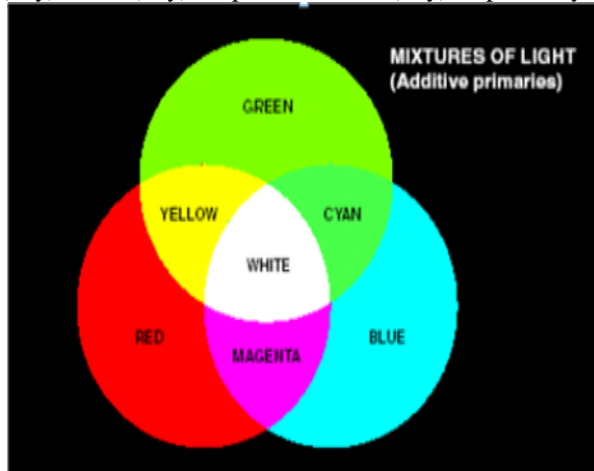 MIXTURES OF LIGHT
(Additive primaries)
GREEN
YELLOW
CYAN
WHITE
RED
BLUE
MAGENTA